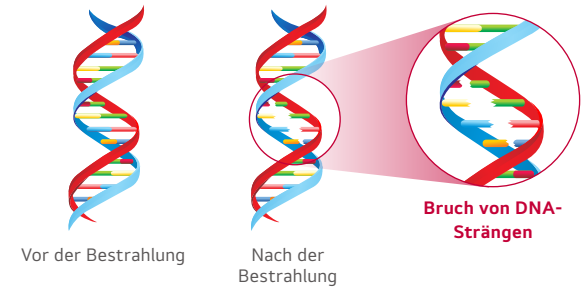 Vor der Bestrahlung
Nach der
Bestrahlung
Bruch von DNA-
Strängen